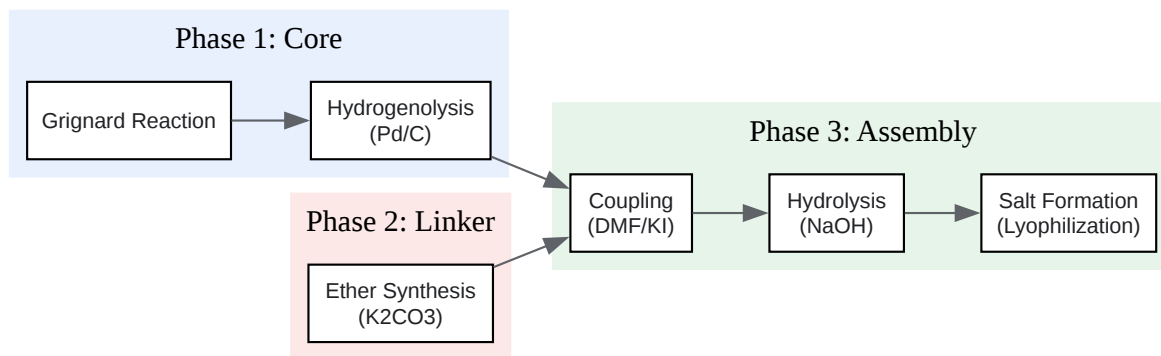 Phase 1: Core
Grignard Reaction
Hydrogenolysis
(Pd/C)
Phase 2: Linker
Ether Synthesis
(K2CO3)
Phase 3: Assembly
Coupling
(DMF/KI)
Hydrolysis
(NaOH)
Salt Formation
(Lyophilization)